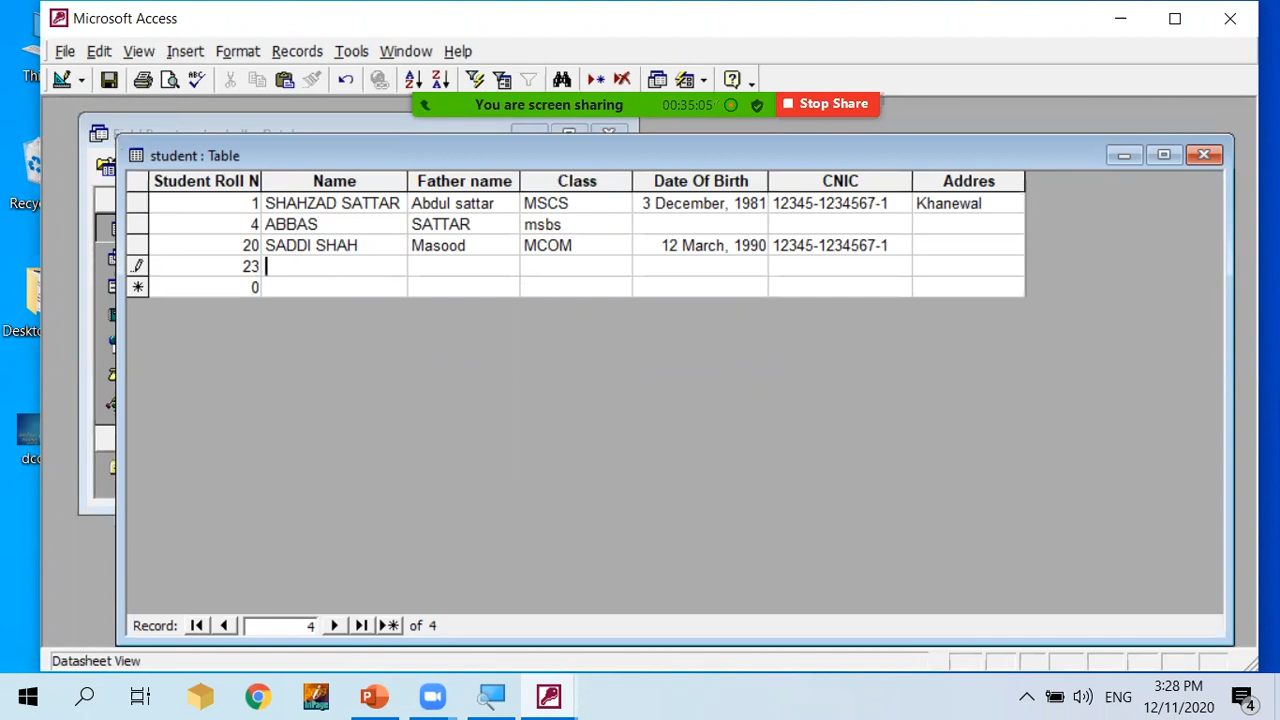 Microsoft Access
File Edit View Insert Format Records Tools Window Help
You are screen sharing 00:35:05 Stop Share
student : Table
Student Roll N Name Father name Class Date Of Birth CNIC Addres
1 SHAHZAD SATTAR Abdul sattar MSCS 3 December, 1981 12345-1234567-1 Khanewal
4 ABBAS SATTAR msbs
20 SADDI SHAH Masood MCOM 12 March, 1990 12345-1234567-1
23
0
Recyc
Deskto
dcc
Record: 4 of 4
Datasheet View
ENG 3:28 PM
12/11/2020 4